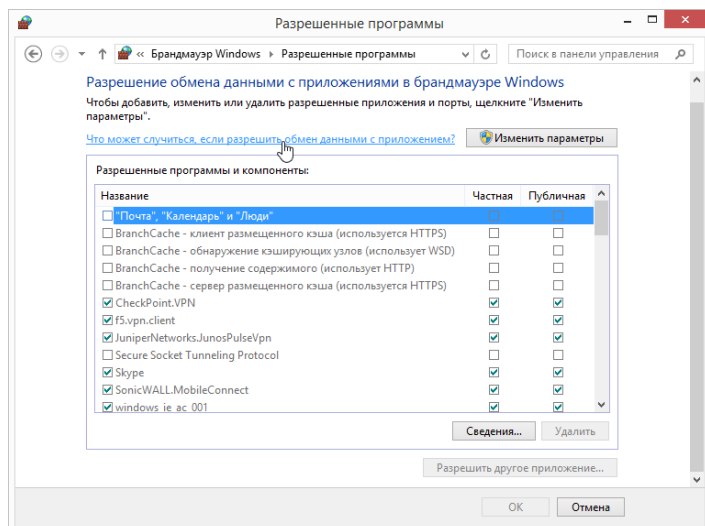 Разрешенные программы
« Брандмауэр Windows Разрешенные программы Поиск в панели управления
Разрешение обмена данными с приложениями в брандмауэре Windows
Чтобы добавить, изменить или удалить разрешенные приложения и порты, щелкните "Изменить
параметры".
Что может случиться, если разрешить обмен данными с приложением? Изменить параметры
Разрешенные программы и компоненты:
Название Частная Публичная
"Почта", "Календарь" и "Люди"
BranchCache - клиент размещенного кэша (используется HTTPS)
BranchCache - обнаружение кэширующих узлов (использует WSD)
BranchCache - получение содержимого (использует HTTP)
BranchCache - сервер размещенного кэша (используется HTTPS)
CheckPoint.VPN
f5.vpn.client
JuniperNetworks.JunosPulseVpn
Secure Socket Tunneling Protocol
Skype
SonicWALL.MobileConnect
windows_ie_ac_001
Сведения... Удалить
Разрешить другое приложение...
ОК Отмена